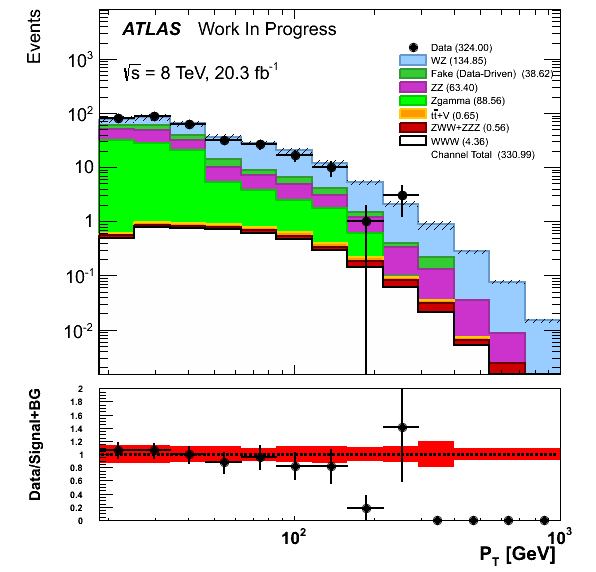 Events
ATLAS Work In Progress
√s = 8 TeV, 20.3 fb⁻¹
Data (324.00)
WZ (134.85)
Fake (Data-Driven) (38.62)
ZZ (63.40)
Zgamma (88.56)
tt̄+V (0.65)
ZWW+ZZZ (0.56)
WWW (4.36)
Channel Total (330.99)
10³
10²
10
1
10⁻¹
10⁻²
Data/Signal+BG
2
1.8
1.6
1.4
1.2
1
0.8
0.6
0.4
0.2
0
10² 10³
P_T [GeV]